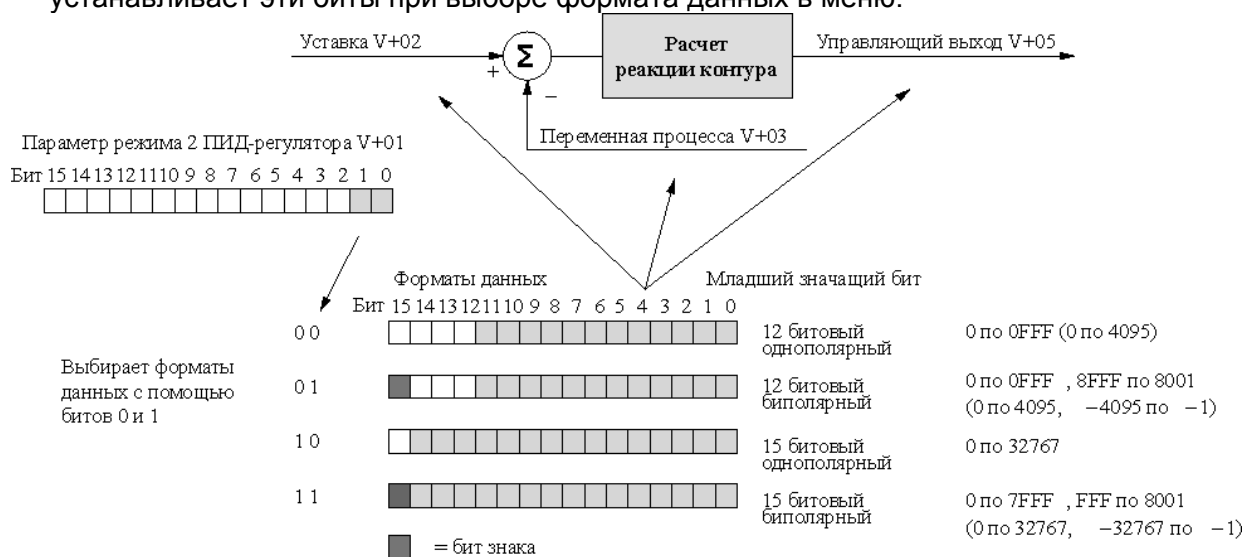 устанавливает эти биты при выборе формата данных в меню.
Уставка V+02
Σ
+
−
Расчет
реакции контура
Управляющий выход V+05
Переменная процесса V+03
Параметр режима 2 ПИД-регулятора V+01
Бит 15 14 13 12 11 10 9 8 7 6 5 4 3 2 1 0
Форматы данных
Младший значащий бит
Бит 15 14 13 12 11 10 9 8 7 6 5 4 3 2 1 0
Выбирает форматы
данных с помощью
битов 0 и 1
0 0
12 битовый
однополярный
0 по 0FFF (0 по 4095)
0 1
12 битовый
биполярный
0 по 0FFF , 8FFF по 8001
(0 по 4095, −4095 по −1)
1 0
15 битовый
однополярный
0 по 32767
1 1
15 битовый
биполярный
0 по 7FFF , FFF по 8001
(0 по 32767, −32767 по −1)
= бит знака